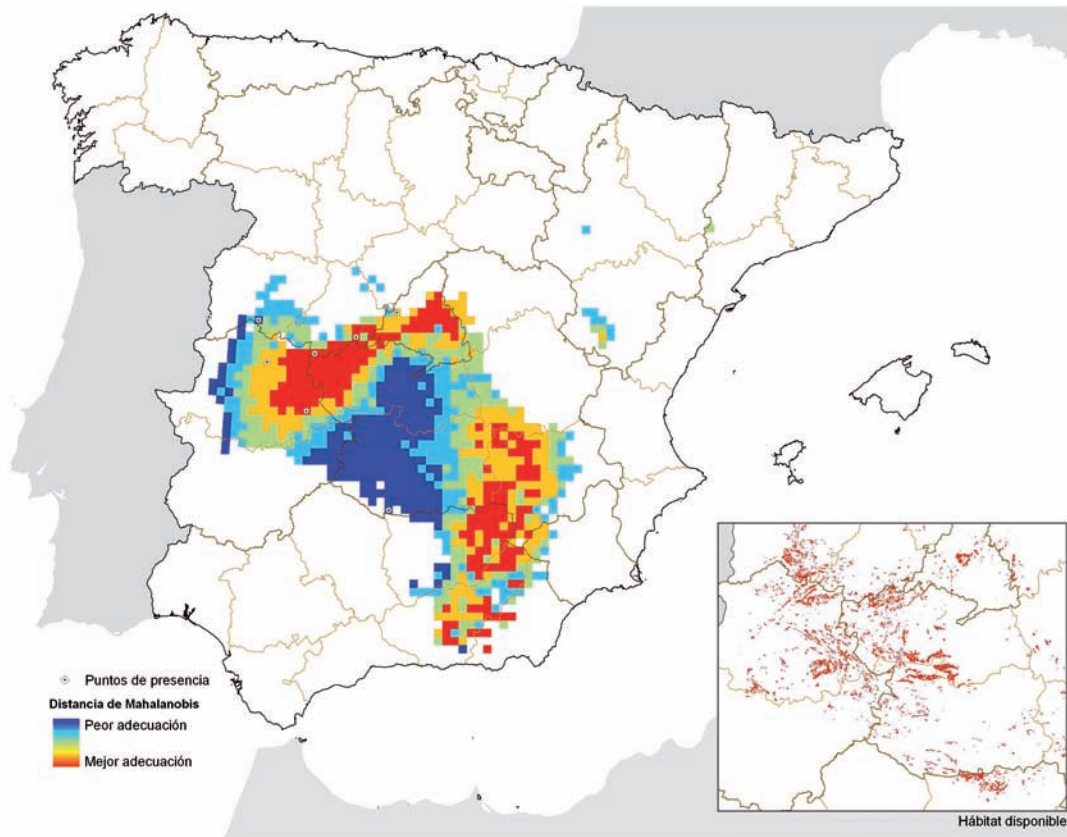 Puntos de presencia
Distancia de Mahalanobis
Peor adecuación
Mejor adecuación
Hábitat disponible